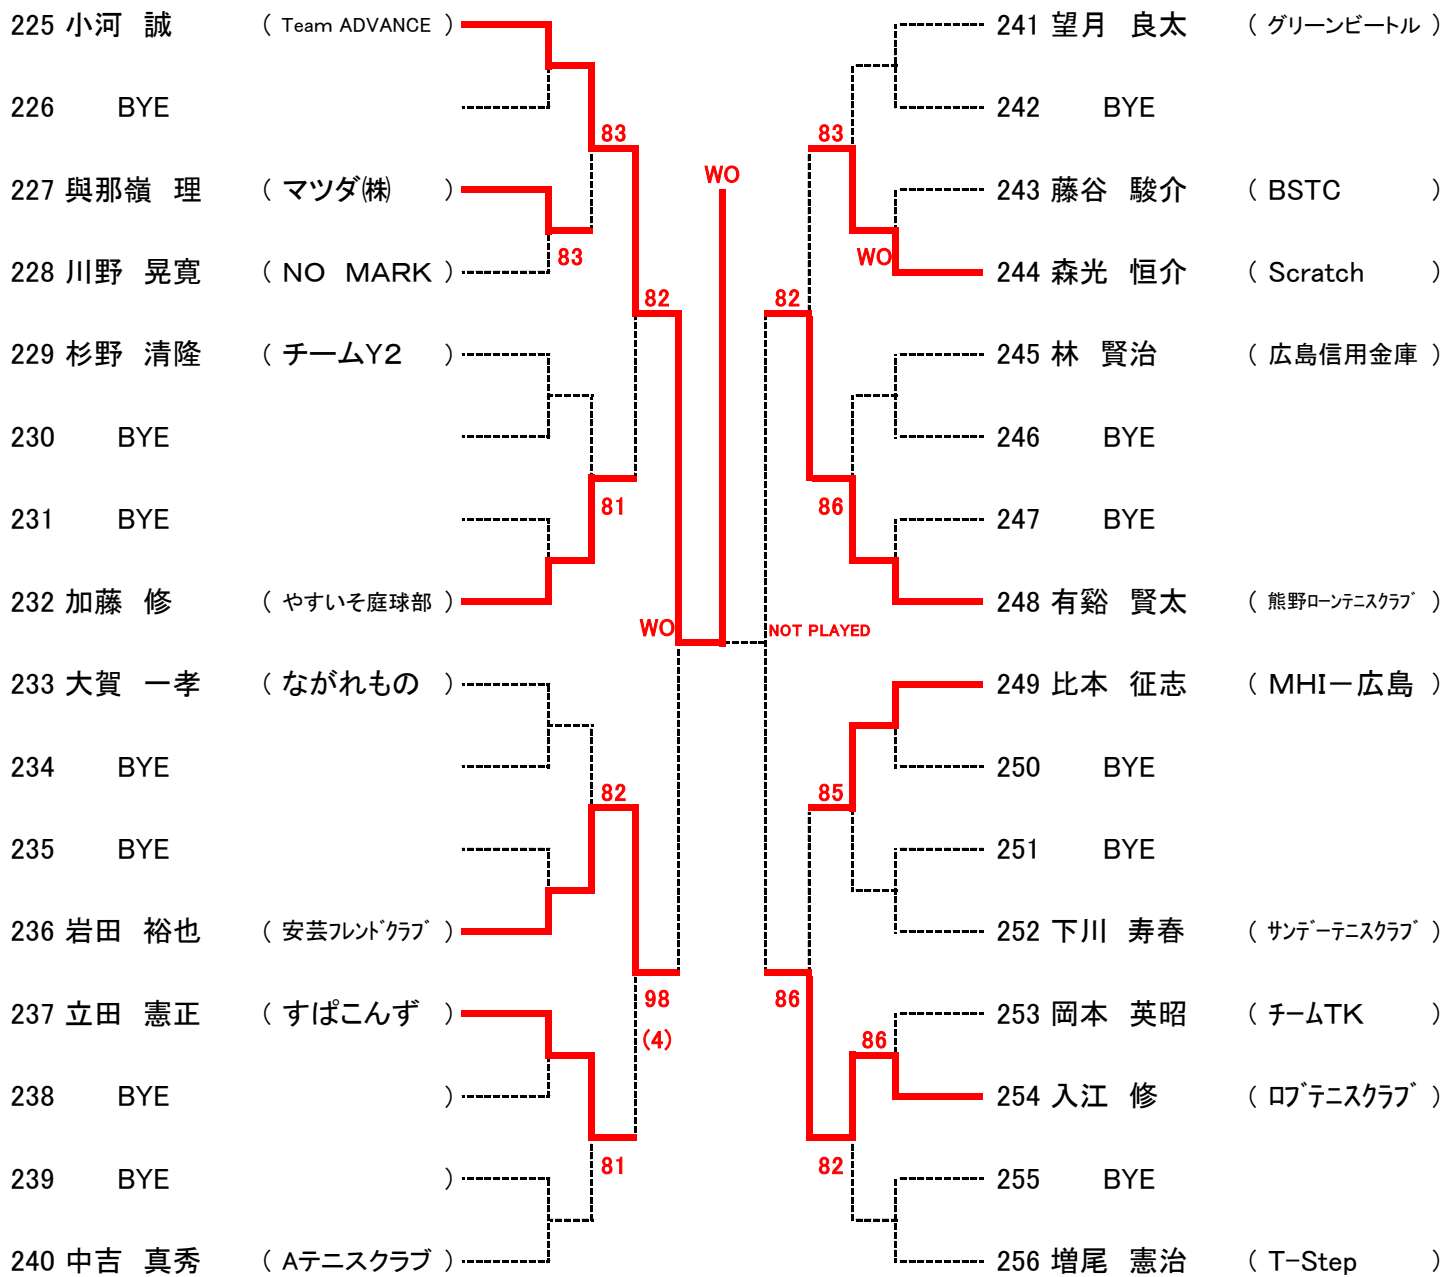 225 小河 誠 ( Team ADVANCE )
226 BYE
83
227 與那嶺 理 ( マツダ㈱ )
83
228 川野 晃寛 ( NO MARK )
82
229 杉野 清隆 ( チームY2 )
230 BYE
231 BYE
81
232 加藤 修 ( やすいそ庭球部 )
WO
233 大賀 一孝 ( ながれもの )
234 BYE
82
235 BYE
236 岩田 裕也 ( 安芸フレンドクラブ )
98
(4)
237 立田 憲正 ( すぱこんず )
238 BYE )
81
239 BYE )
240 中吉 真秀 ( Aテニスクラブ )
WO
NOT PLAYED
241 望月 良太 ( グリーンビートル )
242 BYE
83
243 藤谷 駿介 ( BSTC )
WO
244 森光 恒介 ( Scratch )
82
245 林 賢治 ( 広島信用金庫 )
246 BYE
86
247 BYE
248 有谿 賢太 ( 熊野ローンテニスクラブ )
249 比本 征志 ( MHI－広島 )
250 BYE
85
251 BYE
252 下川 寿春 ( サンデーテニスクラブ )
86
253 岡本 英昭 ( チームTK )
86
254 入江 修 ( ロブテニスクラブ )
82
255 BYE
256 増尾 憲治 ( T-Step )